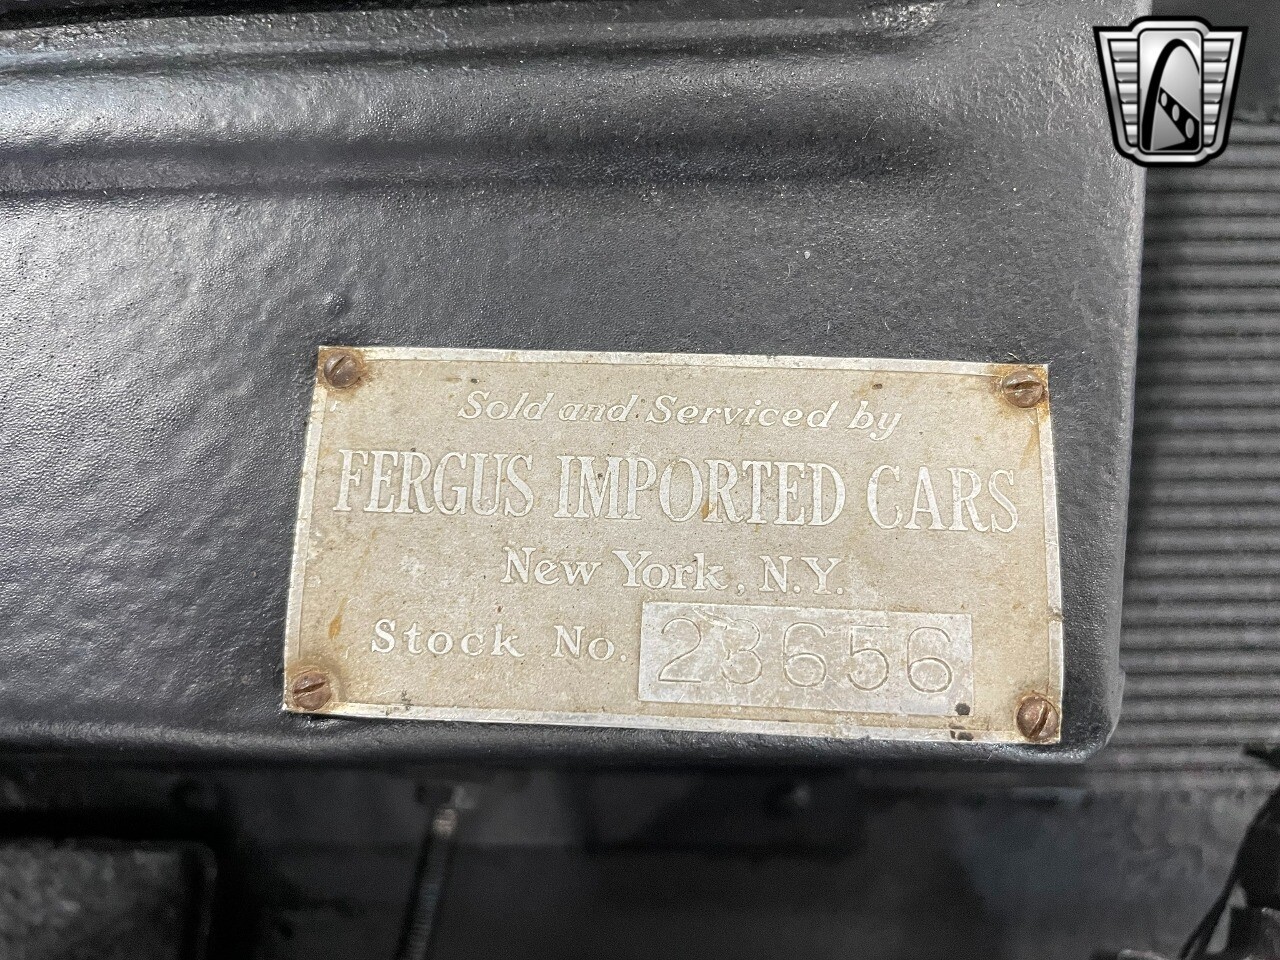 Sold and Serviced by
FERGUS IMPORTED CARS
New York, N.Y.
Stock No. 23656